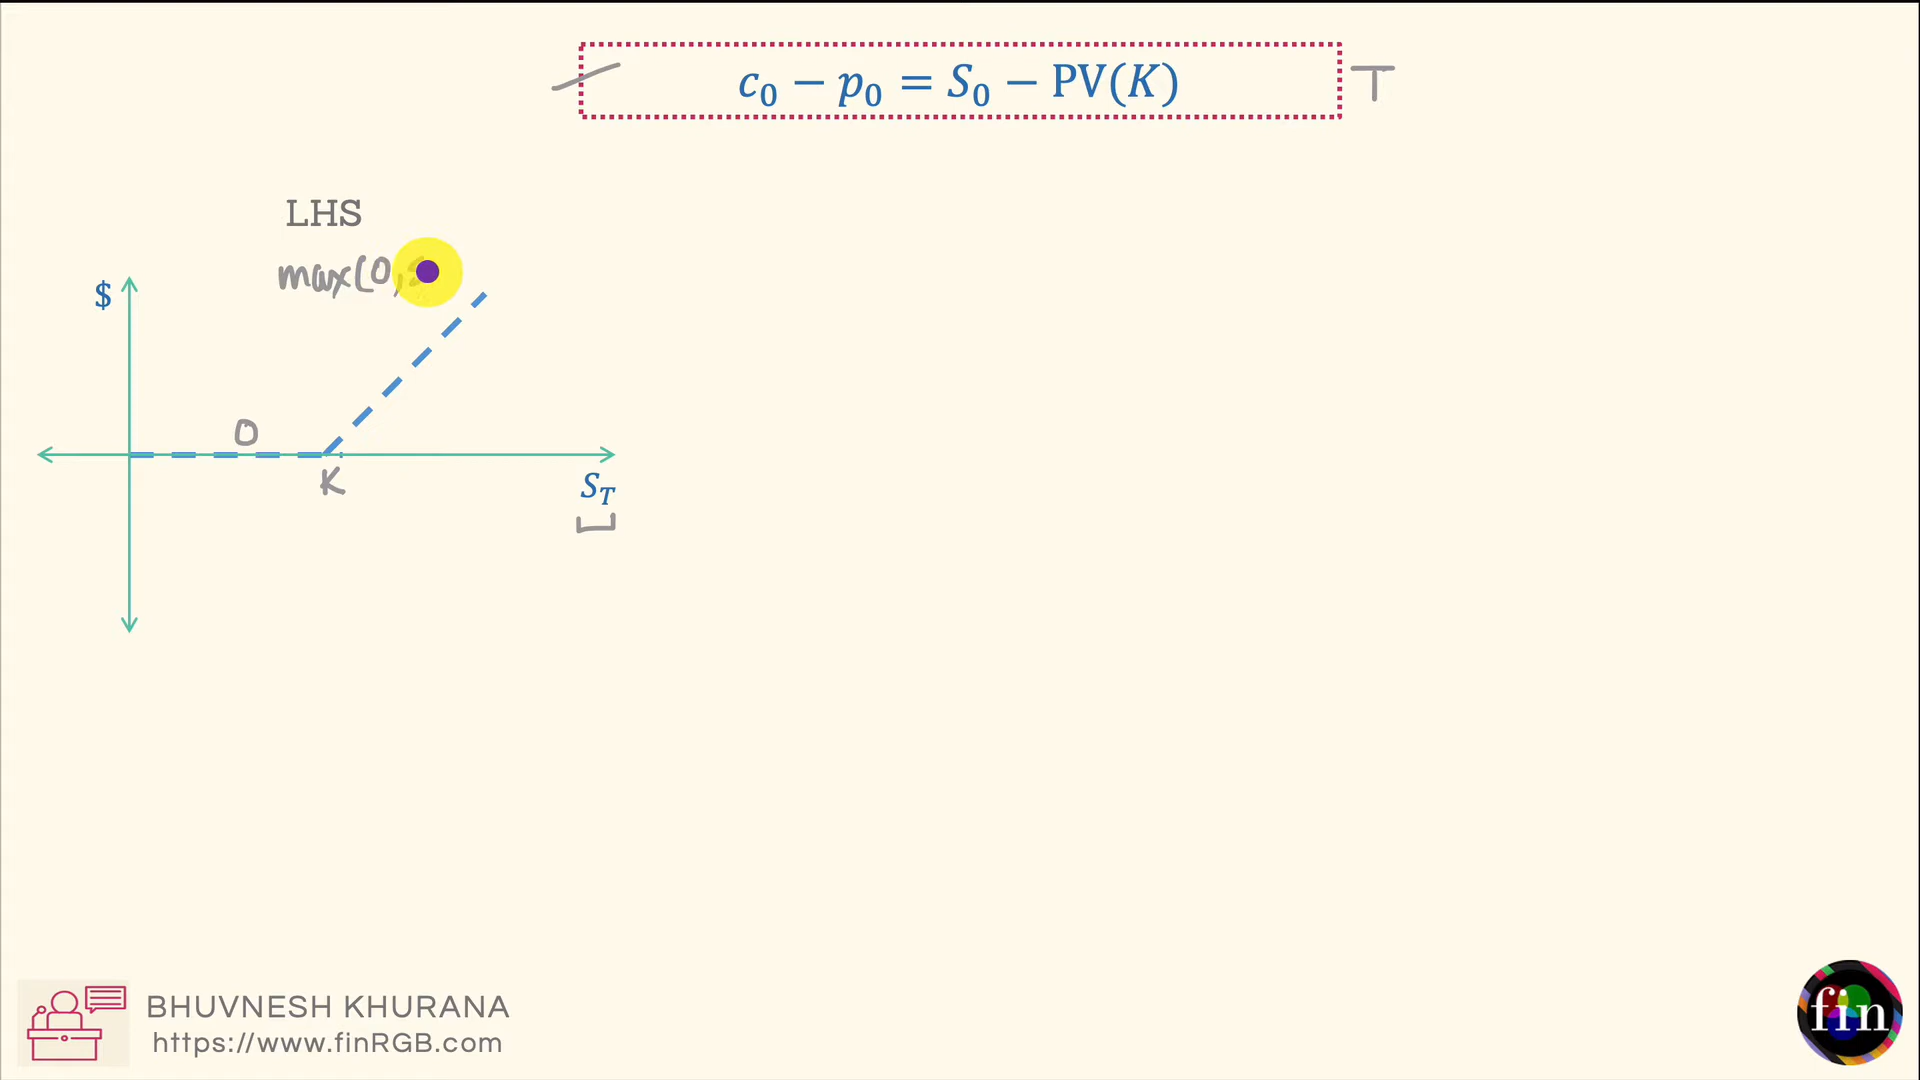 c₀ − p₀ = S₀ − PV(K)
T
LHS
max(0,
$
0
K
S_T
BHUVNESH KHURANA
https://www.finRGB.com
fin